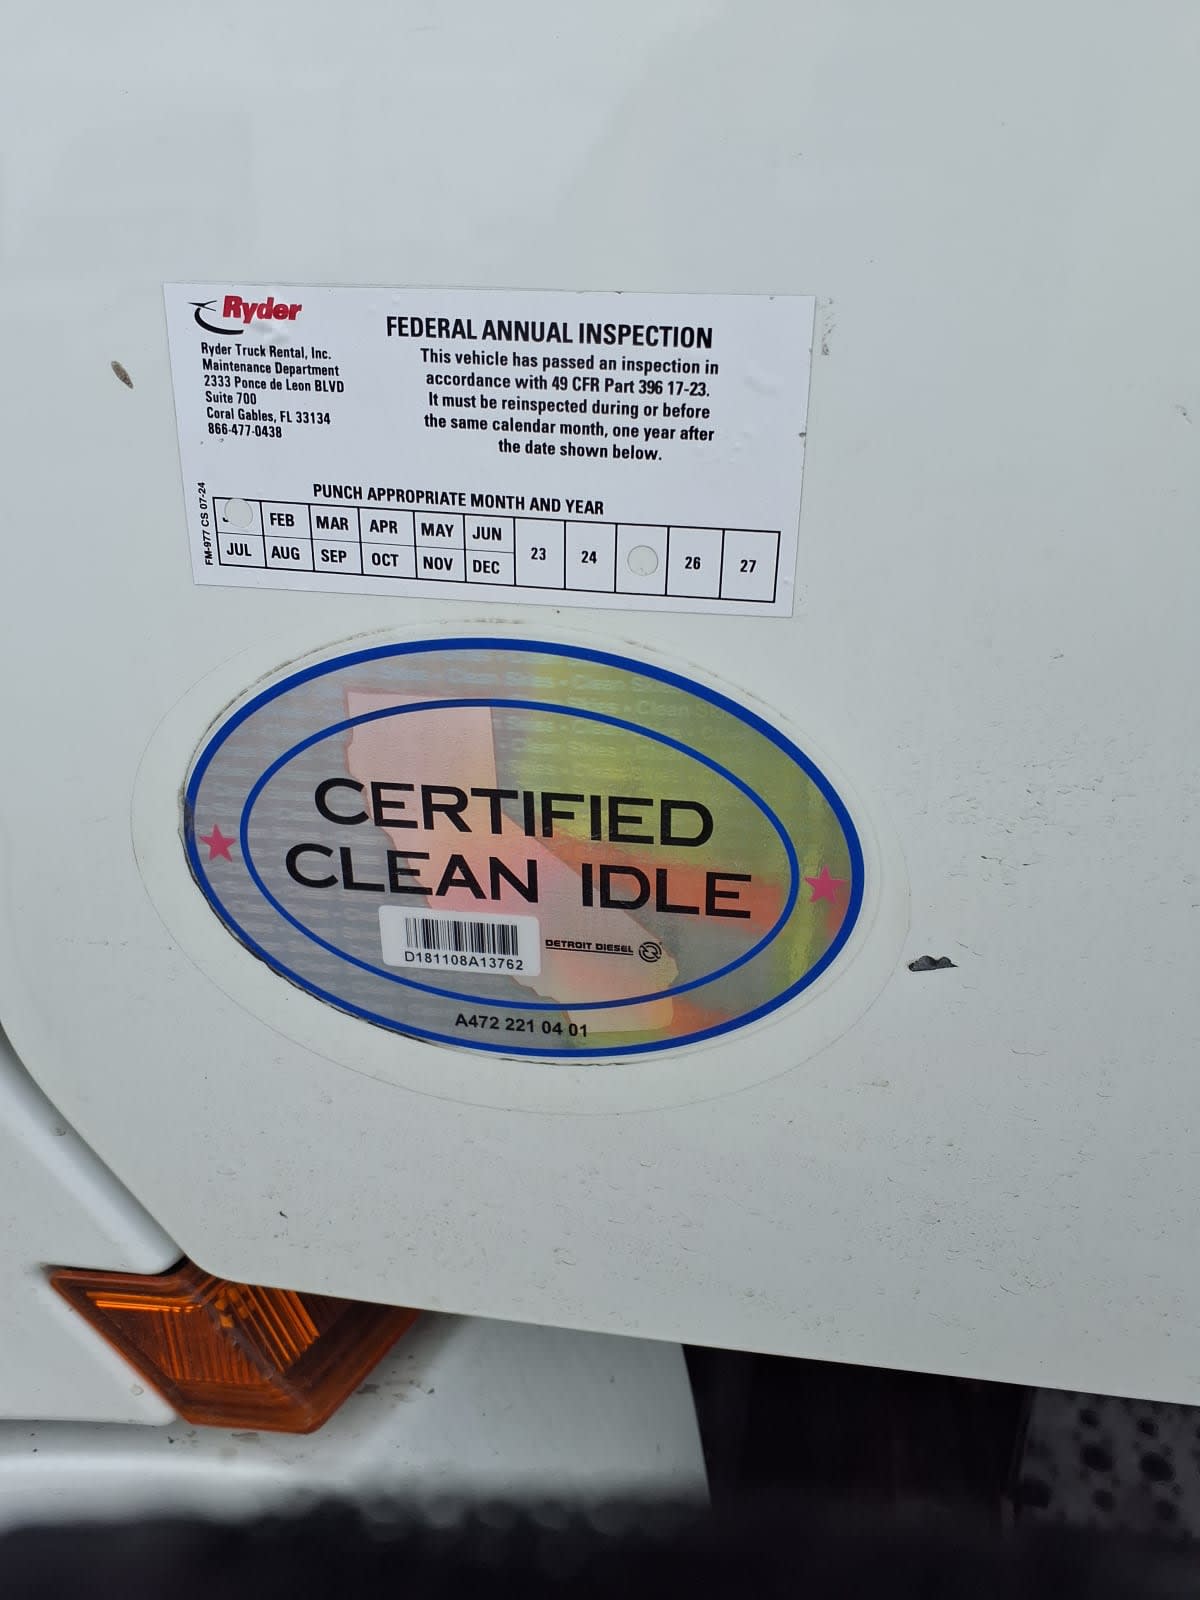 Ryder
Ryder Truck Rental, Inc.
Maintenance Department
2333 Ponce de Leon BLVD
Suite 700
Coral Gables, FL 33134
866-477-0438
FEDERAL ANNUAL INSPECTION
This vehicle has passed an inspection in
accordance with 49 CFR Part 396 17-23.
It must be reinspected during or before
the same calendar month, one year after
the date shown below.
FM-977 CS 07-24
PUNCH APPROPRIATE MONTH AND YEAR
FEB MAR APR MAY JUN
JUL AUG SEP OCT NOV DEC
23 24 26 27
Clean Skies • Clean
CERTIFIED
CLEAN IDLE
D181108A13762
DETROIT DIESEL
A472 221 04 01